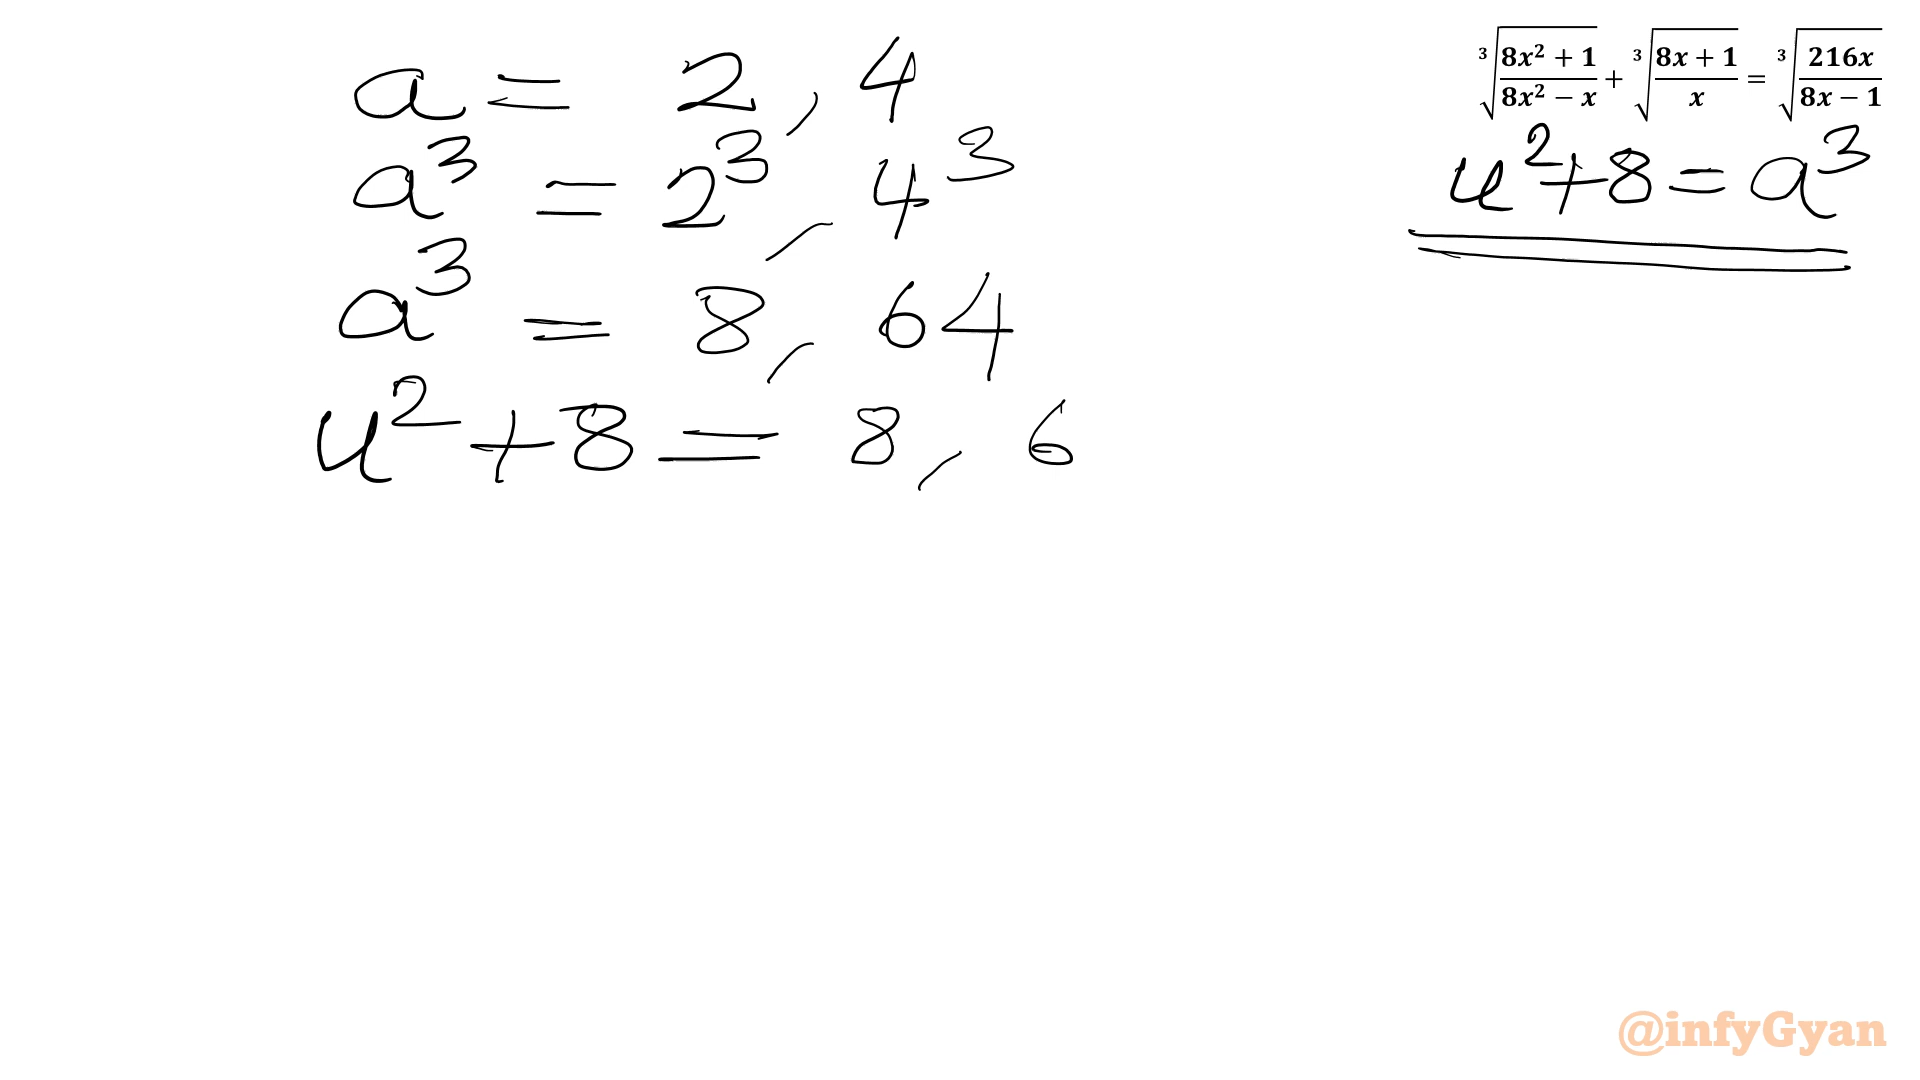 a = 2, 4
a³ = 2³, 4³
a³ = 8, 64
u² + 8 = 8, 6
∛((8x² + 1)/(8x² − x)) + ∛((8x + 1)/x) = ∛(216x/(8x − 1))
u² + 8 = a³
@infyGyan